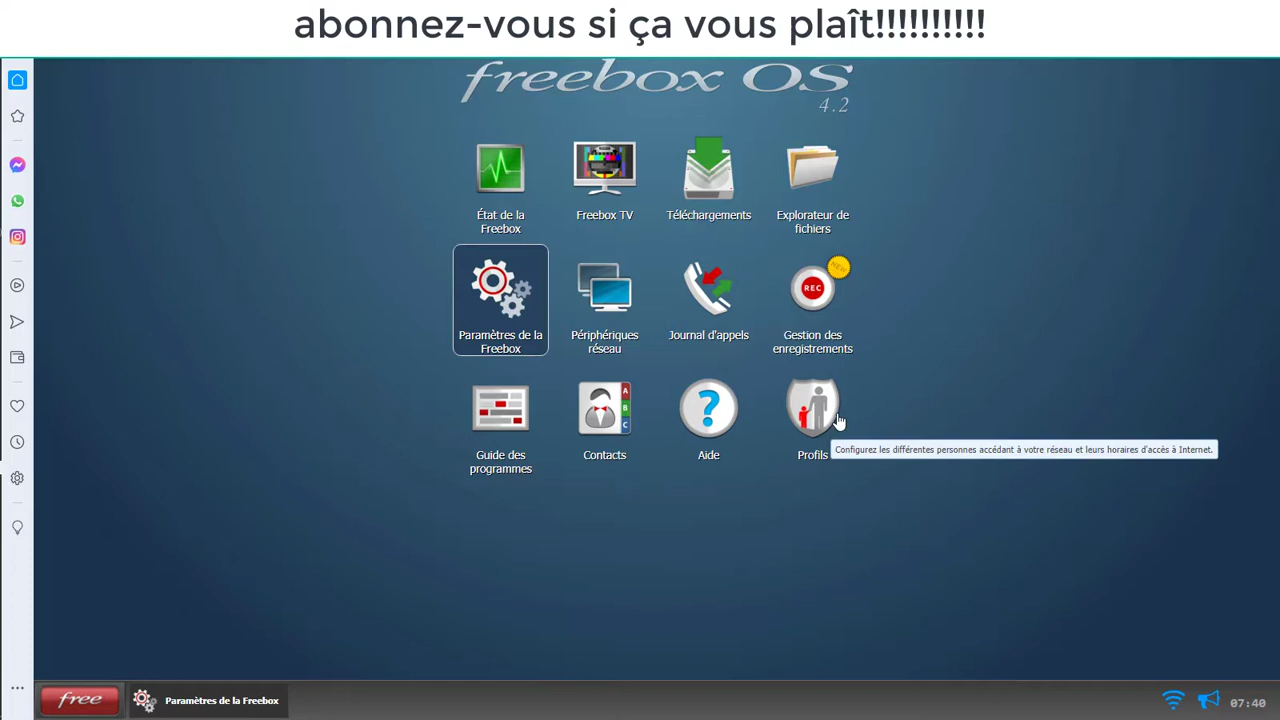 abonnez-vous si ça vous plaît!!!!!!!!!!
freebox OS
4.2
État de la
Freebox
Freebox TV
Téléchargements
Explorateur de
fichiers
Paramètres de la
Freebox
Périphériques
réseau
Journal d'appels
NEW
REC
Gestion des
enregistrements
Guide des
programmes
A
B
C
Contacts
?
Aide
Profils
Configurez les différentes personnes accédant à votre réseau et leurs horaires d'accès à Internet.
free
Paramètres de la Freebox
07:40